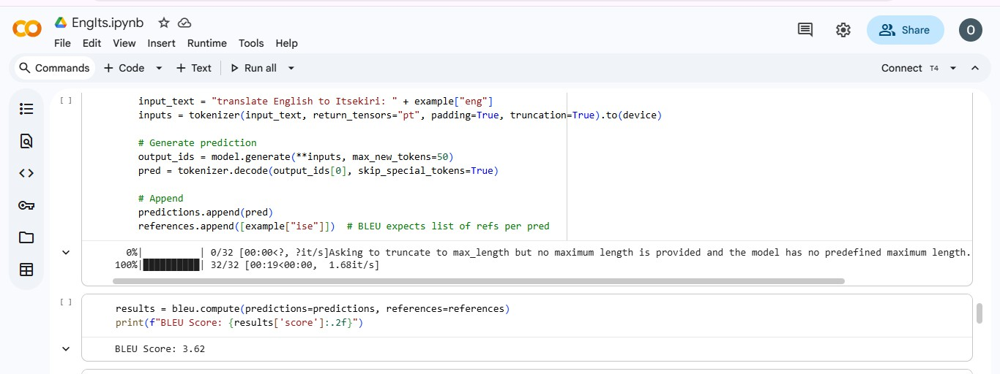 EngIts.ipynb
File Edit View Insert Runtime Tools Help
Share
O
Commands + Code + Text Run all
Connect T4
[ ]
input_text = "translate English to Itsekiri: " + example["eng"]
inputs = tokenizer(input_text, return_tensors="pt", padding=True, truncation=True).to(device)
# Generate prediction
output_ids = model.generate(**inputs, max_new_tokens=50)
pred = tokenizer.decode(output_ids[0], skip_special_tokens=True)
# Append
predictions.append(pred)
references.append([example["ise"]])  # BLEU expects list of refs per pred
0%| | 0/32 [00:00<?, ?it/s]Asking to truncate to max_length but no maximum length is provided and the model has no predefined maximum length.
100%|██████████| 32/32 [00:19<00:00,  1.68it/s]
[ ]
results = bleu.compute(predictions=predictions, references=references)
print(f"BLEU Score: {results['score']:.2f}")
BLEU Score: 3.62